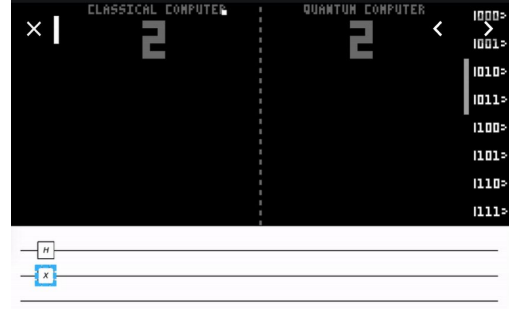 CLASSICAL COMPUTER
QUANTUM COMPUTER
2
2
|000>
|001>
|010>
|011>
|100>
|101>
|110>
|111>
H
X